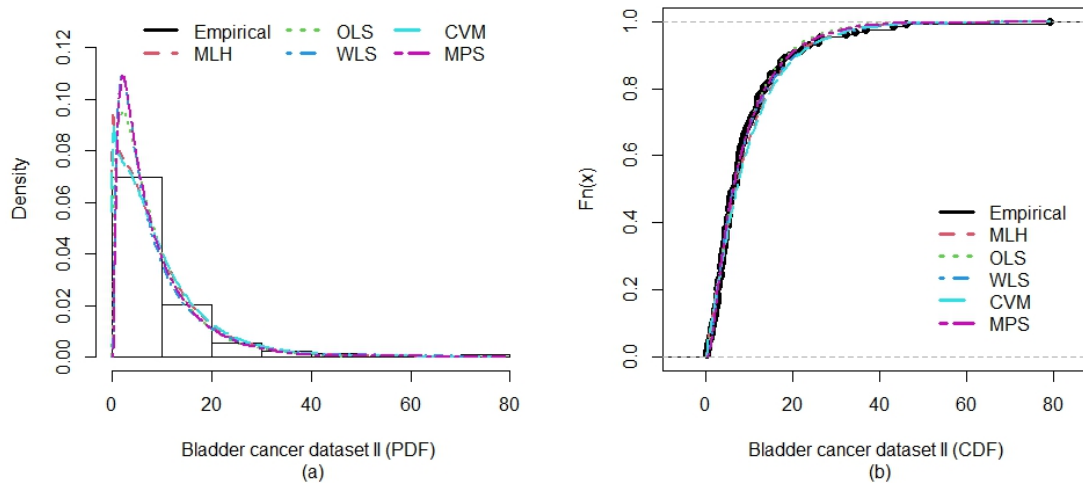 Empirical
MLH
OLS
WLS
CVM
MPS
Density
0.12
0.10
0.08
0.06
0.04
0.02
0.00
0 20 40 60 80
Bladder cancer dataset II (PDF)
(a)
Fn(x)
1.0
0.8
0.6
0.4
0.2
0.0
Empirical
MLH
OLS
WLS
CVM
MPS
0 20 40 60 80
Bladder cancer dataset II (CDF)
(b)